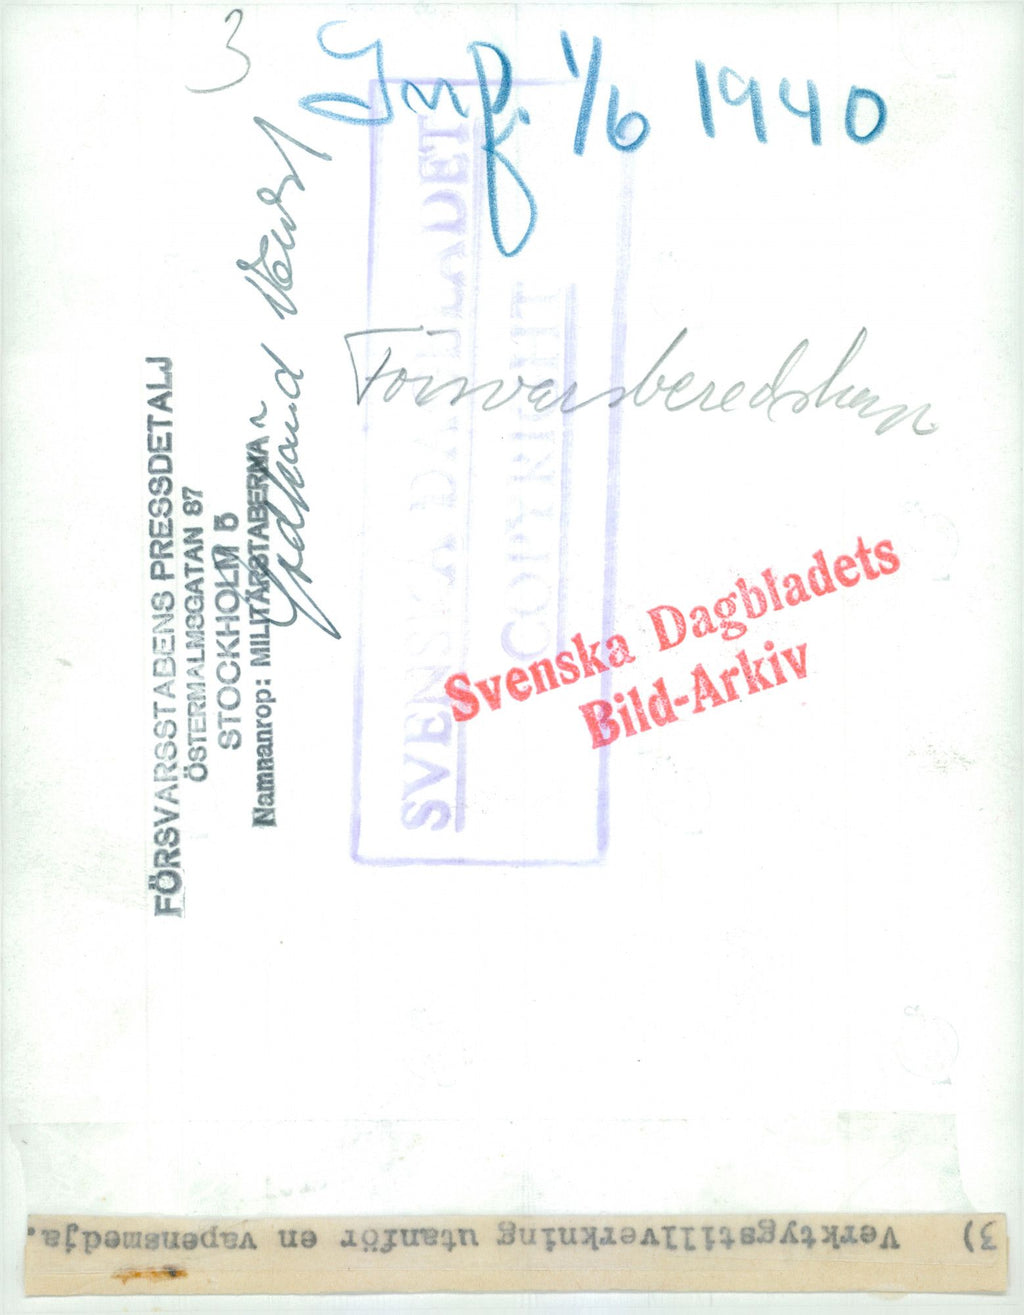 3
Inf. 1/6 1940
Försvarsberedskap.
FÖRSVARSSTABENS PRESSDETALJ
ÖSTERMALMSGATAN 87
STOCKHOLM 5
Namnanrop: MILITÄRSTABERNA
SVENSKA DAGBLADET
COPYRIGHT
Svenska Dagbladets
Bild-Arkiv
3) Verktygstillverkning utanför en vapensmedja.